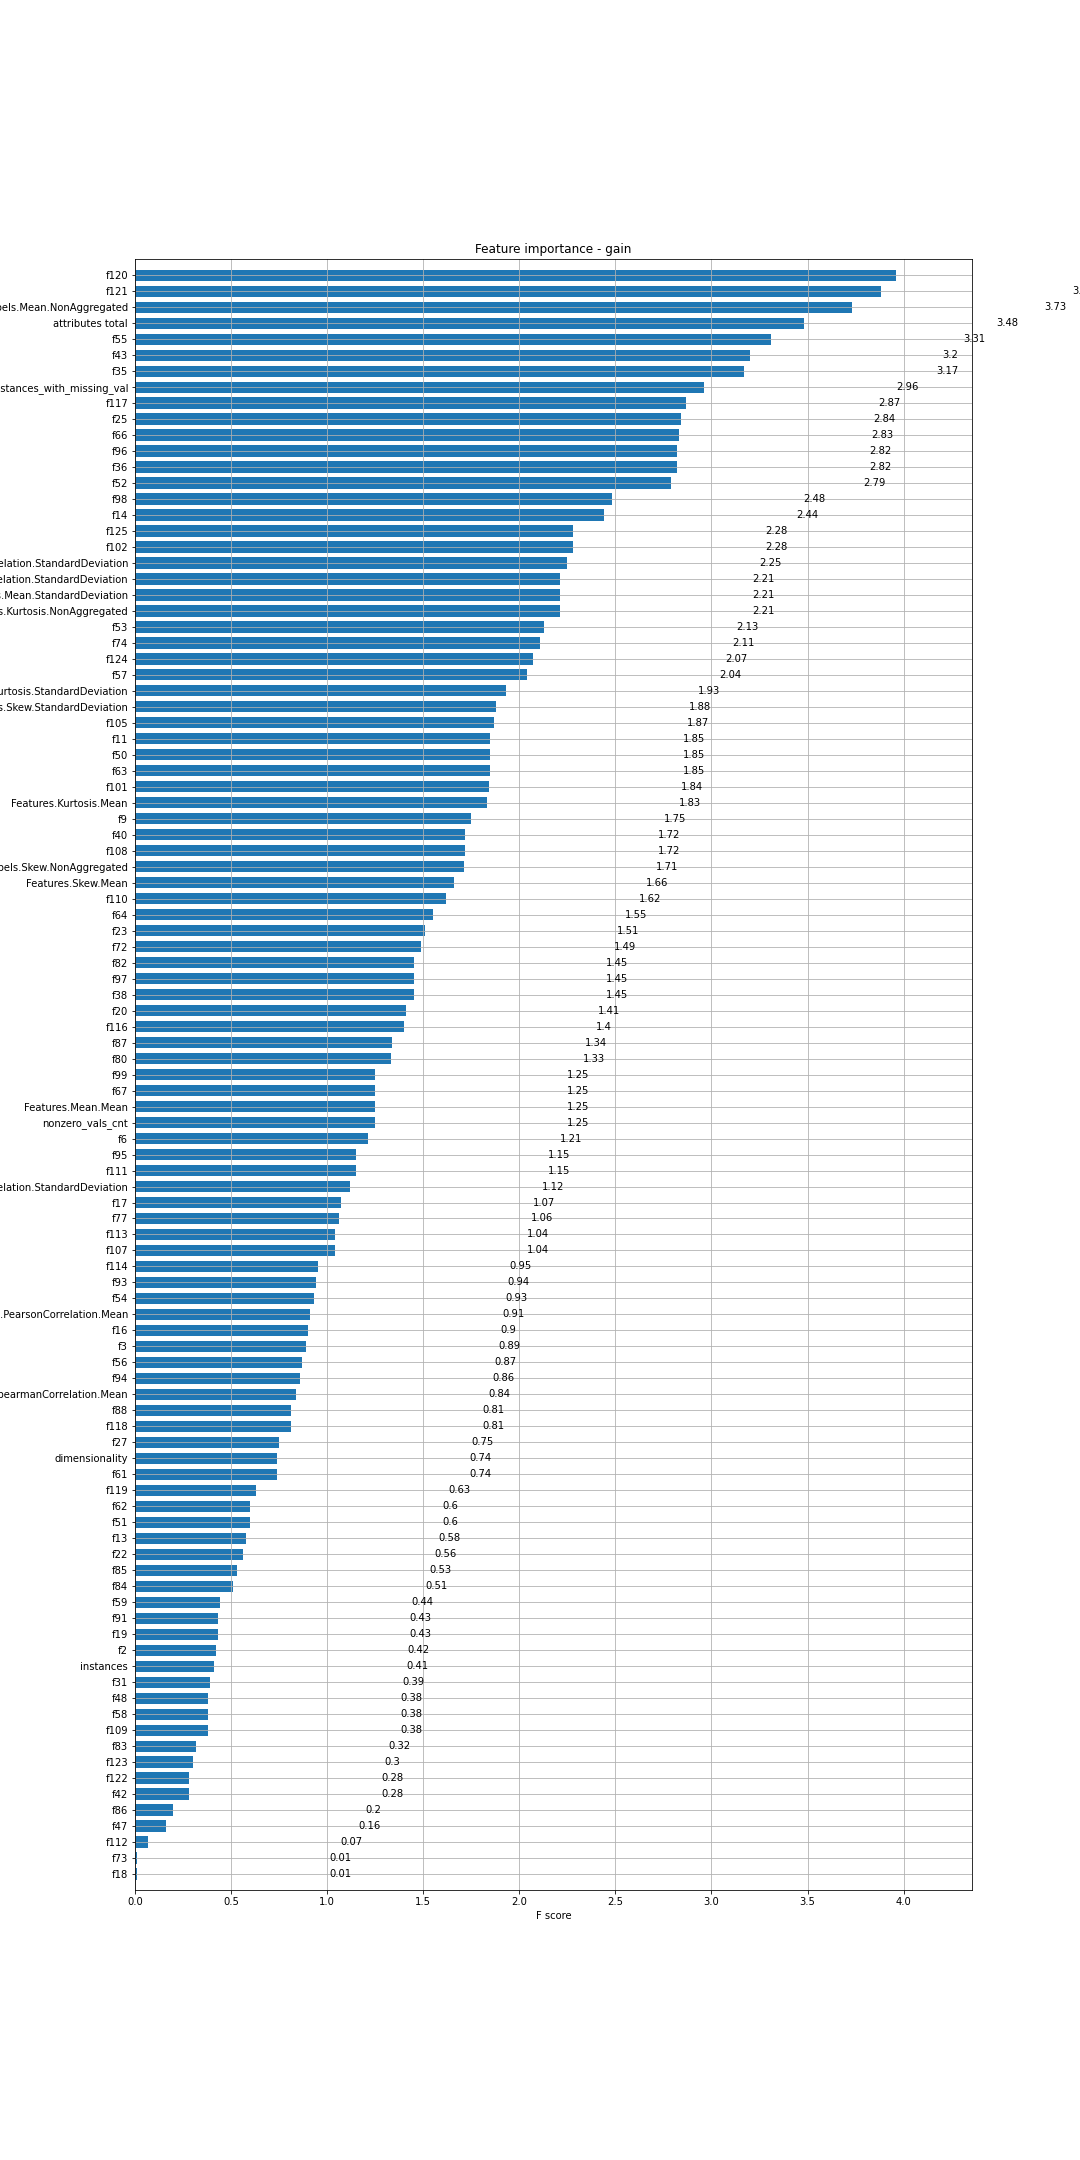 Feature importance - gain
f120
f121 3.
bels.Mean.NonAggregated 3.73
attributes total 3.48
f55 3.31
f43 3.2
f35 3.17
stances_with_missing_val 2.96
f117 2.87
f25 2.84
f66 2.83
f96 2.82
f36 2.82
f52 2.79
f98 2.48
f14 2.44
f125 2.28
f102 2.28
elation.StandardDeviation 2.25
elation.StandardDeviation 2.21
s.Mean.StandardDeviation 2.21
s.Kurtosis.NonAggregated 2.21
f53 2.13
f74 2.11
f124 2.07
f57 2.04
urtosis.StandardDeviation 1.93
s.Skew.StandardDeviation 1.88
f105 1.87
f11 1.85
f50 1.85
f63 1.85
f101 1.84
Features.Kurtosis.Mean 1.83
f9 1.75
f40 1.72
f108 1.72
bels.Skew.NonAggregated 1.71
Features.Skew.Mean 1.66
f110 1.62
f64 1.55
f23 1.51
f72 1.49
f82 1.45
f97 1.45
f38 1.45
f20 1.41
f116 1.4
f87 1.34
f80 1.33
f99 1.25
f67 1.25
Features.Mean.Mean 1.25
nonzero_vals_cnt 1.25
f6 1.21
f95 1.15
f111 1.15
elation.StandardDeviation 1.12
f17 1.07
f77 1.06
f113 1.04
f107 1.04
f114 0.95
f93 0.94
f54 0.93
.PearsonCorrelation.Mean 0.91
f16 0.9
f3 0.89
f56 0.87
f94 0.86
pearmanCorrelation.Mean 0.84
f88 0.81
f118 0.81
f27 0.75
dimensionality 0.74
f61 0.74
f119 0.63
f62 0.6
f51 0.6
f13 0.58
f22 0.56
f85 0.53
f84 0.51
f59 0.44
f91 0.43
f19 0.43
f2 0.42
instances 0.41
f31 0.39
f48 0.38
f58 0.38
f109 0.38
f83 0.32
f123 0.3
f122 0.28
f42 0.28
f86 0.2
f47 0.16
f112 0.07
f73 0.01
f18 0.01
0.0 0.5 1.0 1.5 2.0 2.5 3.0 3.5 4.0
F score